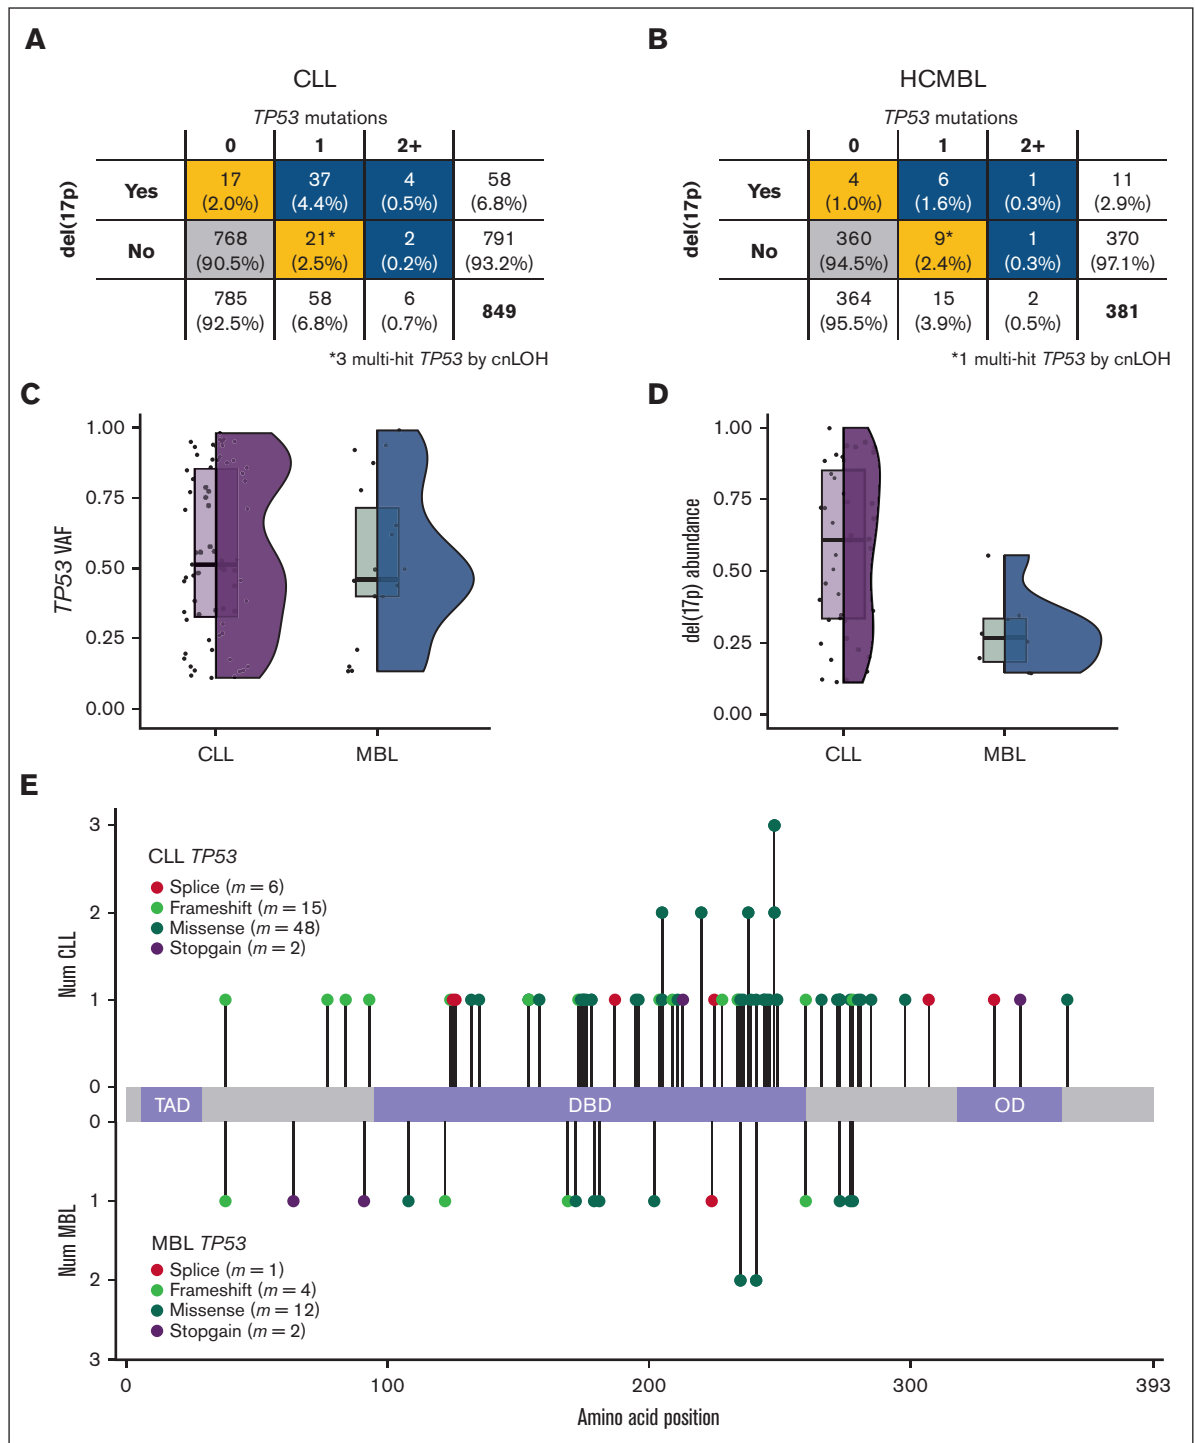 A
CLL
TP53 mutations
0 1 2+
del(17p)
Yes 17 37 4 58
(2.0%) (4.4%) (0.5%) (6.8%)
No 768 21* 2 791
(90.5%) (2.5%) (0.2%) (93.2%)
785 58 6 849
(92.5%) (6.8%) (0.7%)
*3 multi-hit TP53 by cnLOH
B
HCMBL
TP53 mutations
0 1 2+
del(17p)
Yes 4 6 1 11
(1.0%) (1.6%) (0.3%) (2.9%)
No 360 9* 1 370
(94.5%) (2.4%) (0.3%) (97.1%)
364 15 2 381
(95.5%) (3.9%) (0.5%)
*1 multi-hit TP53 by cnLOH
C
TP53 VAF
1.00
0.75
0.50
0.25
0.00
CLL MBL
D
del(17p) abundance
1.00
0.75
0.50
0.25
0.00
CLL MBL
E
Num CLL
3
2
1
0
CLL TP53
Splice (m = 6)
Frameshift (m = 15)
Missense (m = 48)
Stopgain (m = 2)
TAD DBD OD
Num MBL
0
1
2
3
MBL TP53
Splice (m = 1)
Frameshift (m = 4)
Missense (m = 12)
Stopgain (m = 2)
0 100 200 300 393
Amino acid position